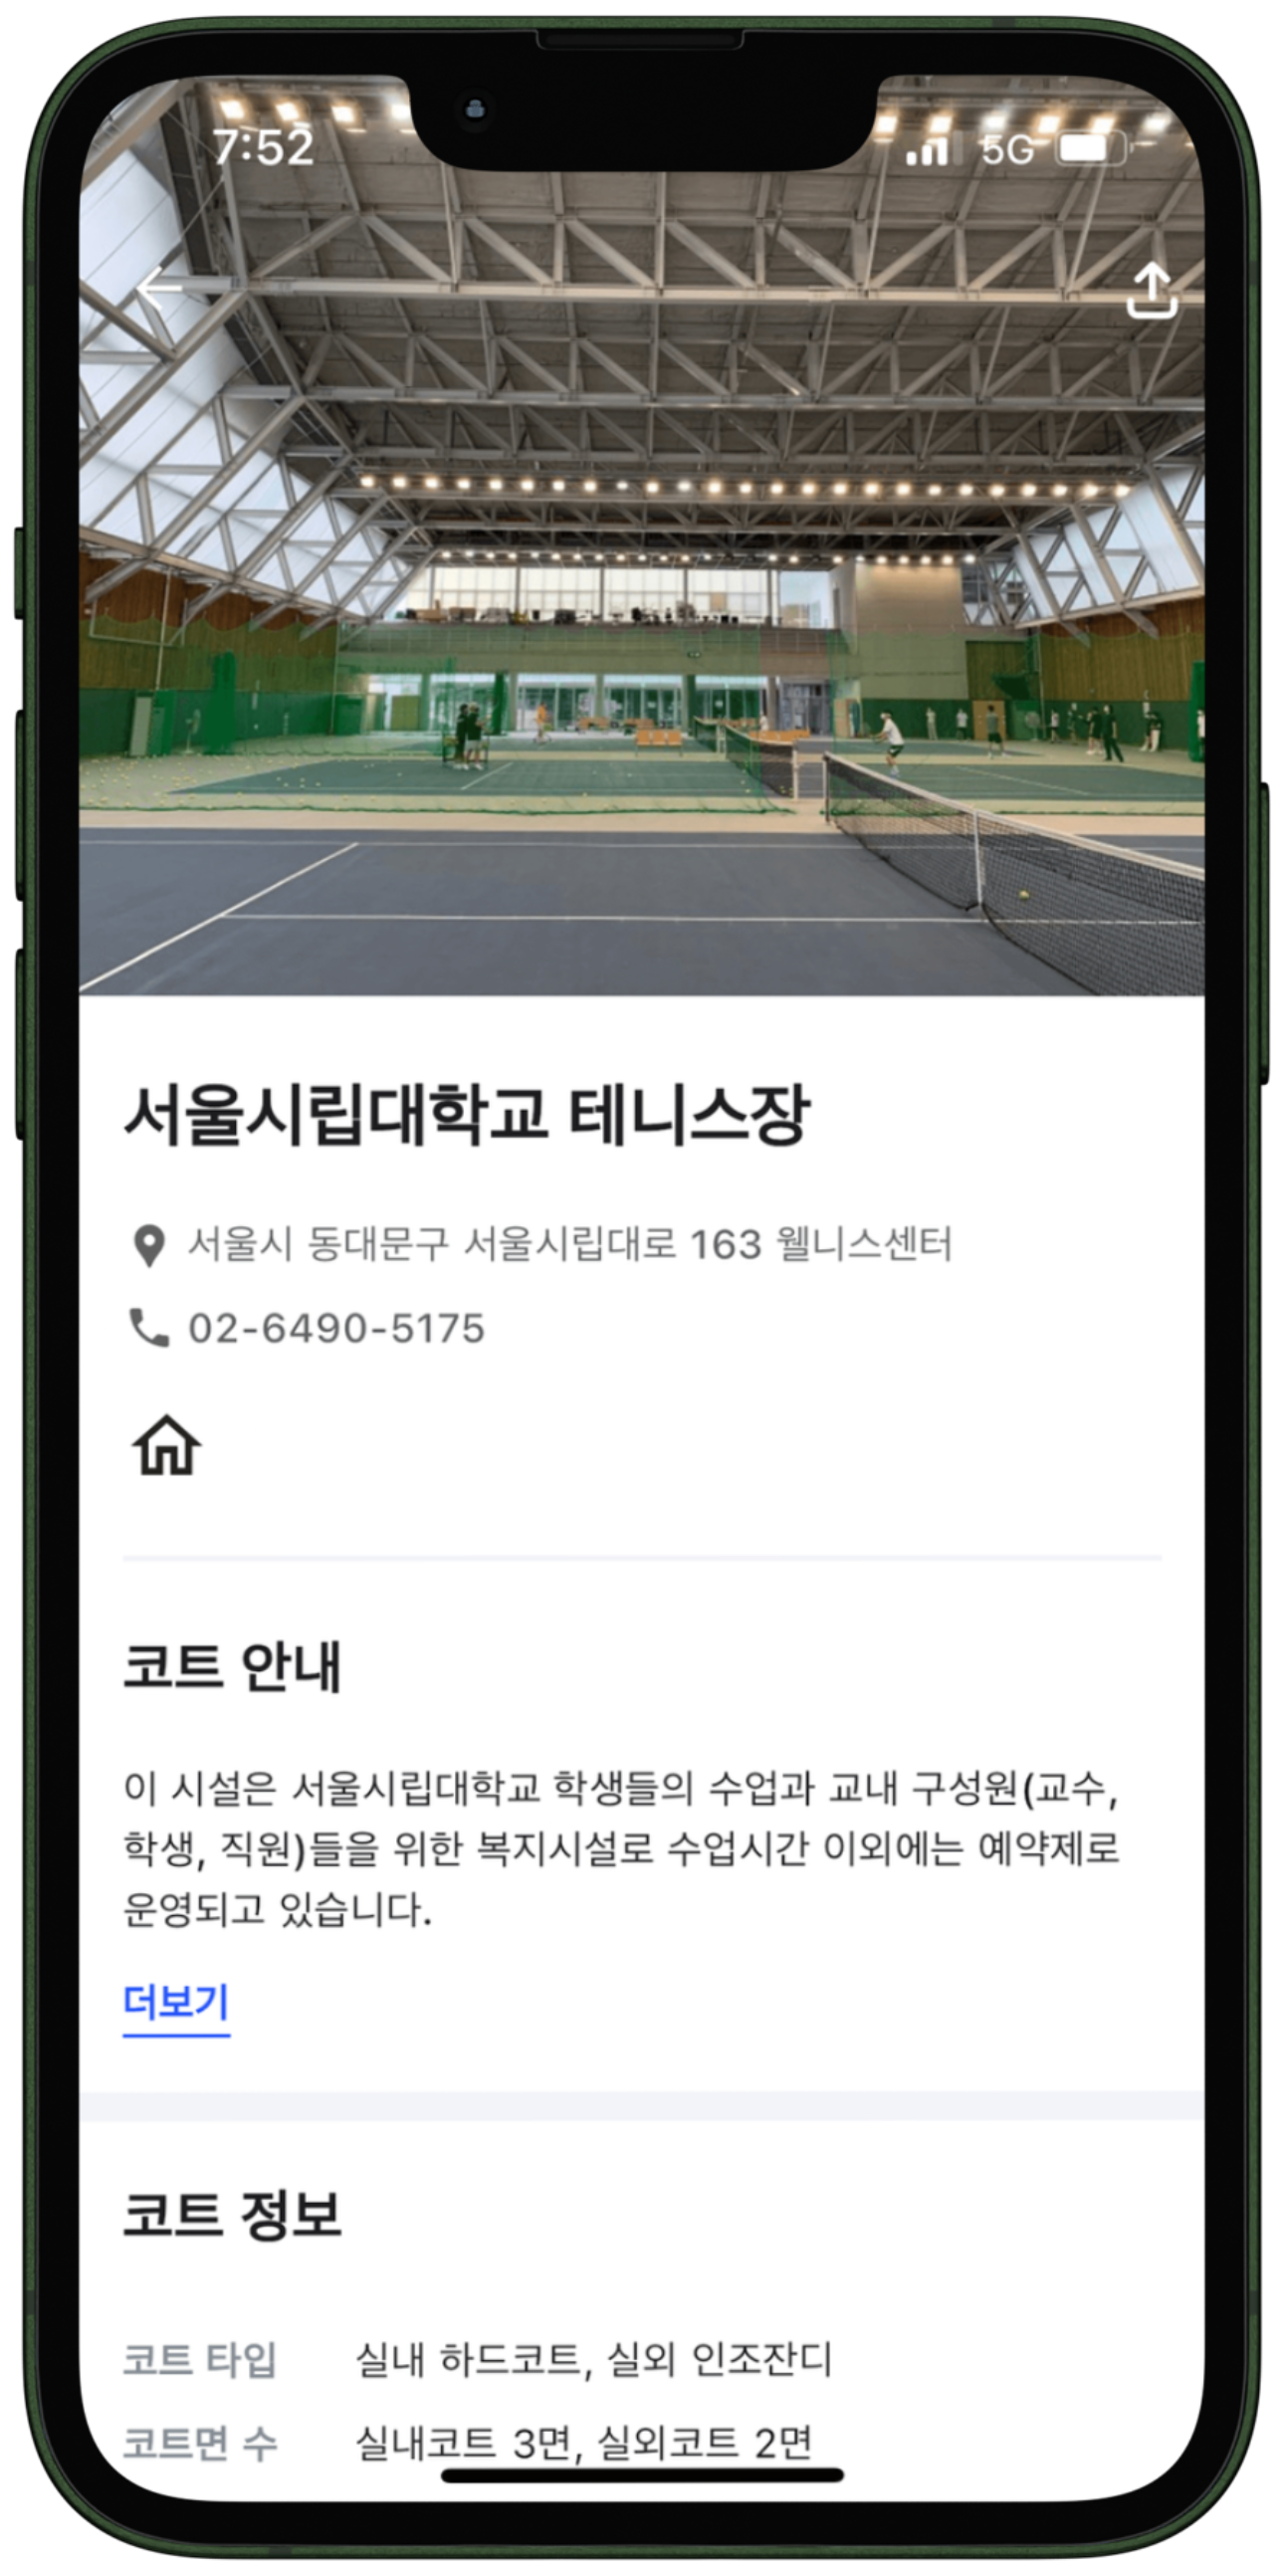 7:52
5G
서울시립대학교 테니스장
서울시 동대문구 서울시립대로 163 웰니스센터
02-6490-5175
코트 안내
이 시설은 서울시립대학교 학생들의 수업과 교내 구성원(교수,
학생, 직원)들을 위한 복지시설로 수업시간 이외에는 예약제로
운영되고 있습니다.
더보기
코트 정보
코트 타입 실내 하드코트, 실외 인조잔디
코트면 수 실내코트 3면, 실외코트 2면